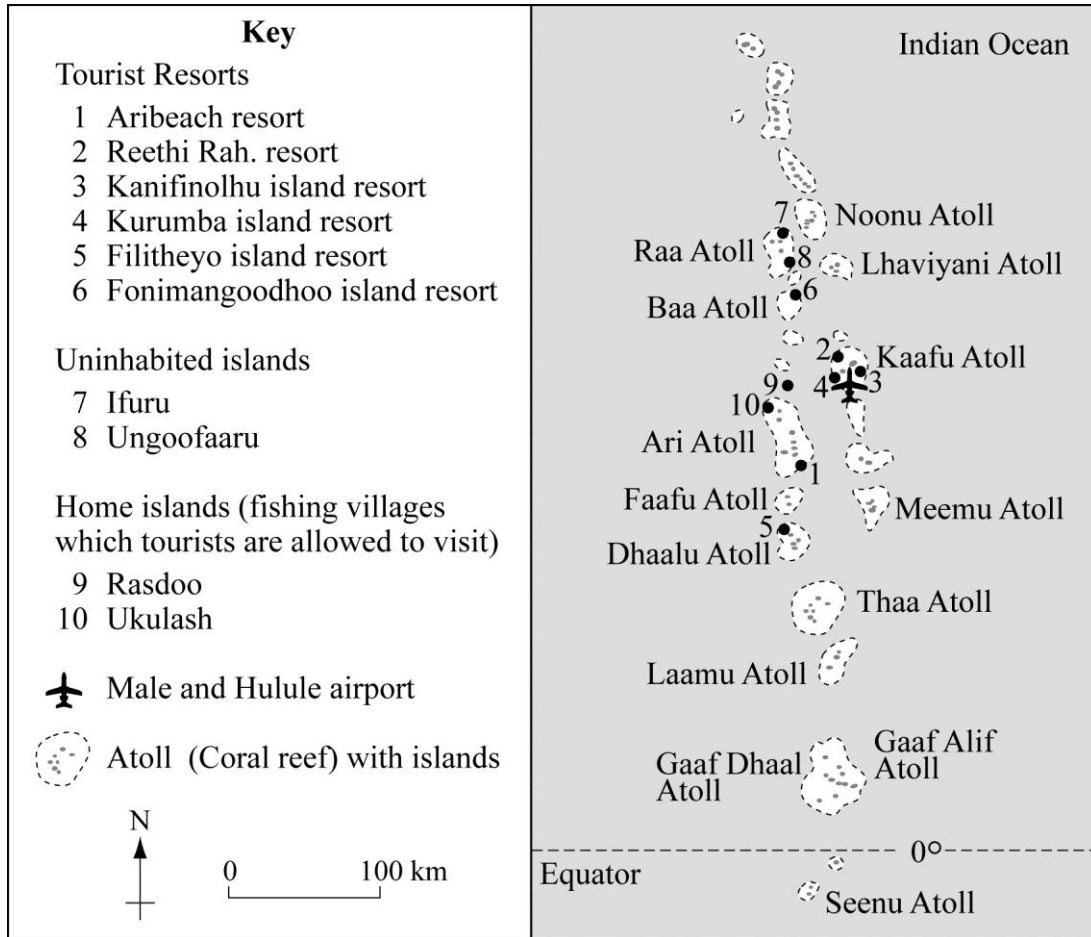 Key
Tourist Resorts
1 Aribeach resort
2 Reethi Rah. resort
3 Kanifinolhu island resort
4 Kurumba island resort
5 Filitheyo island resort
6 Fonimangoodhoo island resort
Uninhabited islands
7 Ifuru
8 Ungoofaaru
Home islands (fishing villages
which tourists are allowed to visit)
9 Rasdoo
10 Ukulash
Male and Hulule airport
Atoll (Coral reef) with islands
N
0 100 km
Indian Ocean
Noonu Atoll
7
Raa Atoll
8
Lhaviyani Atoll
6
Baa Atoll
2
Kaafu Atoll
4
3
9
10
Ari Atoll
1
Faafu Atoll
Meemu Atoll
5
Dhaalu Atoll
Thaa Atoll
Laamu Atoll
Gaaf Dhaal
Atoll
Gaaf Alif
Atoll
0°
Equator
Seenu Atoll